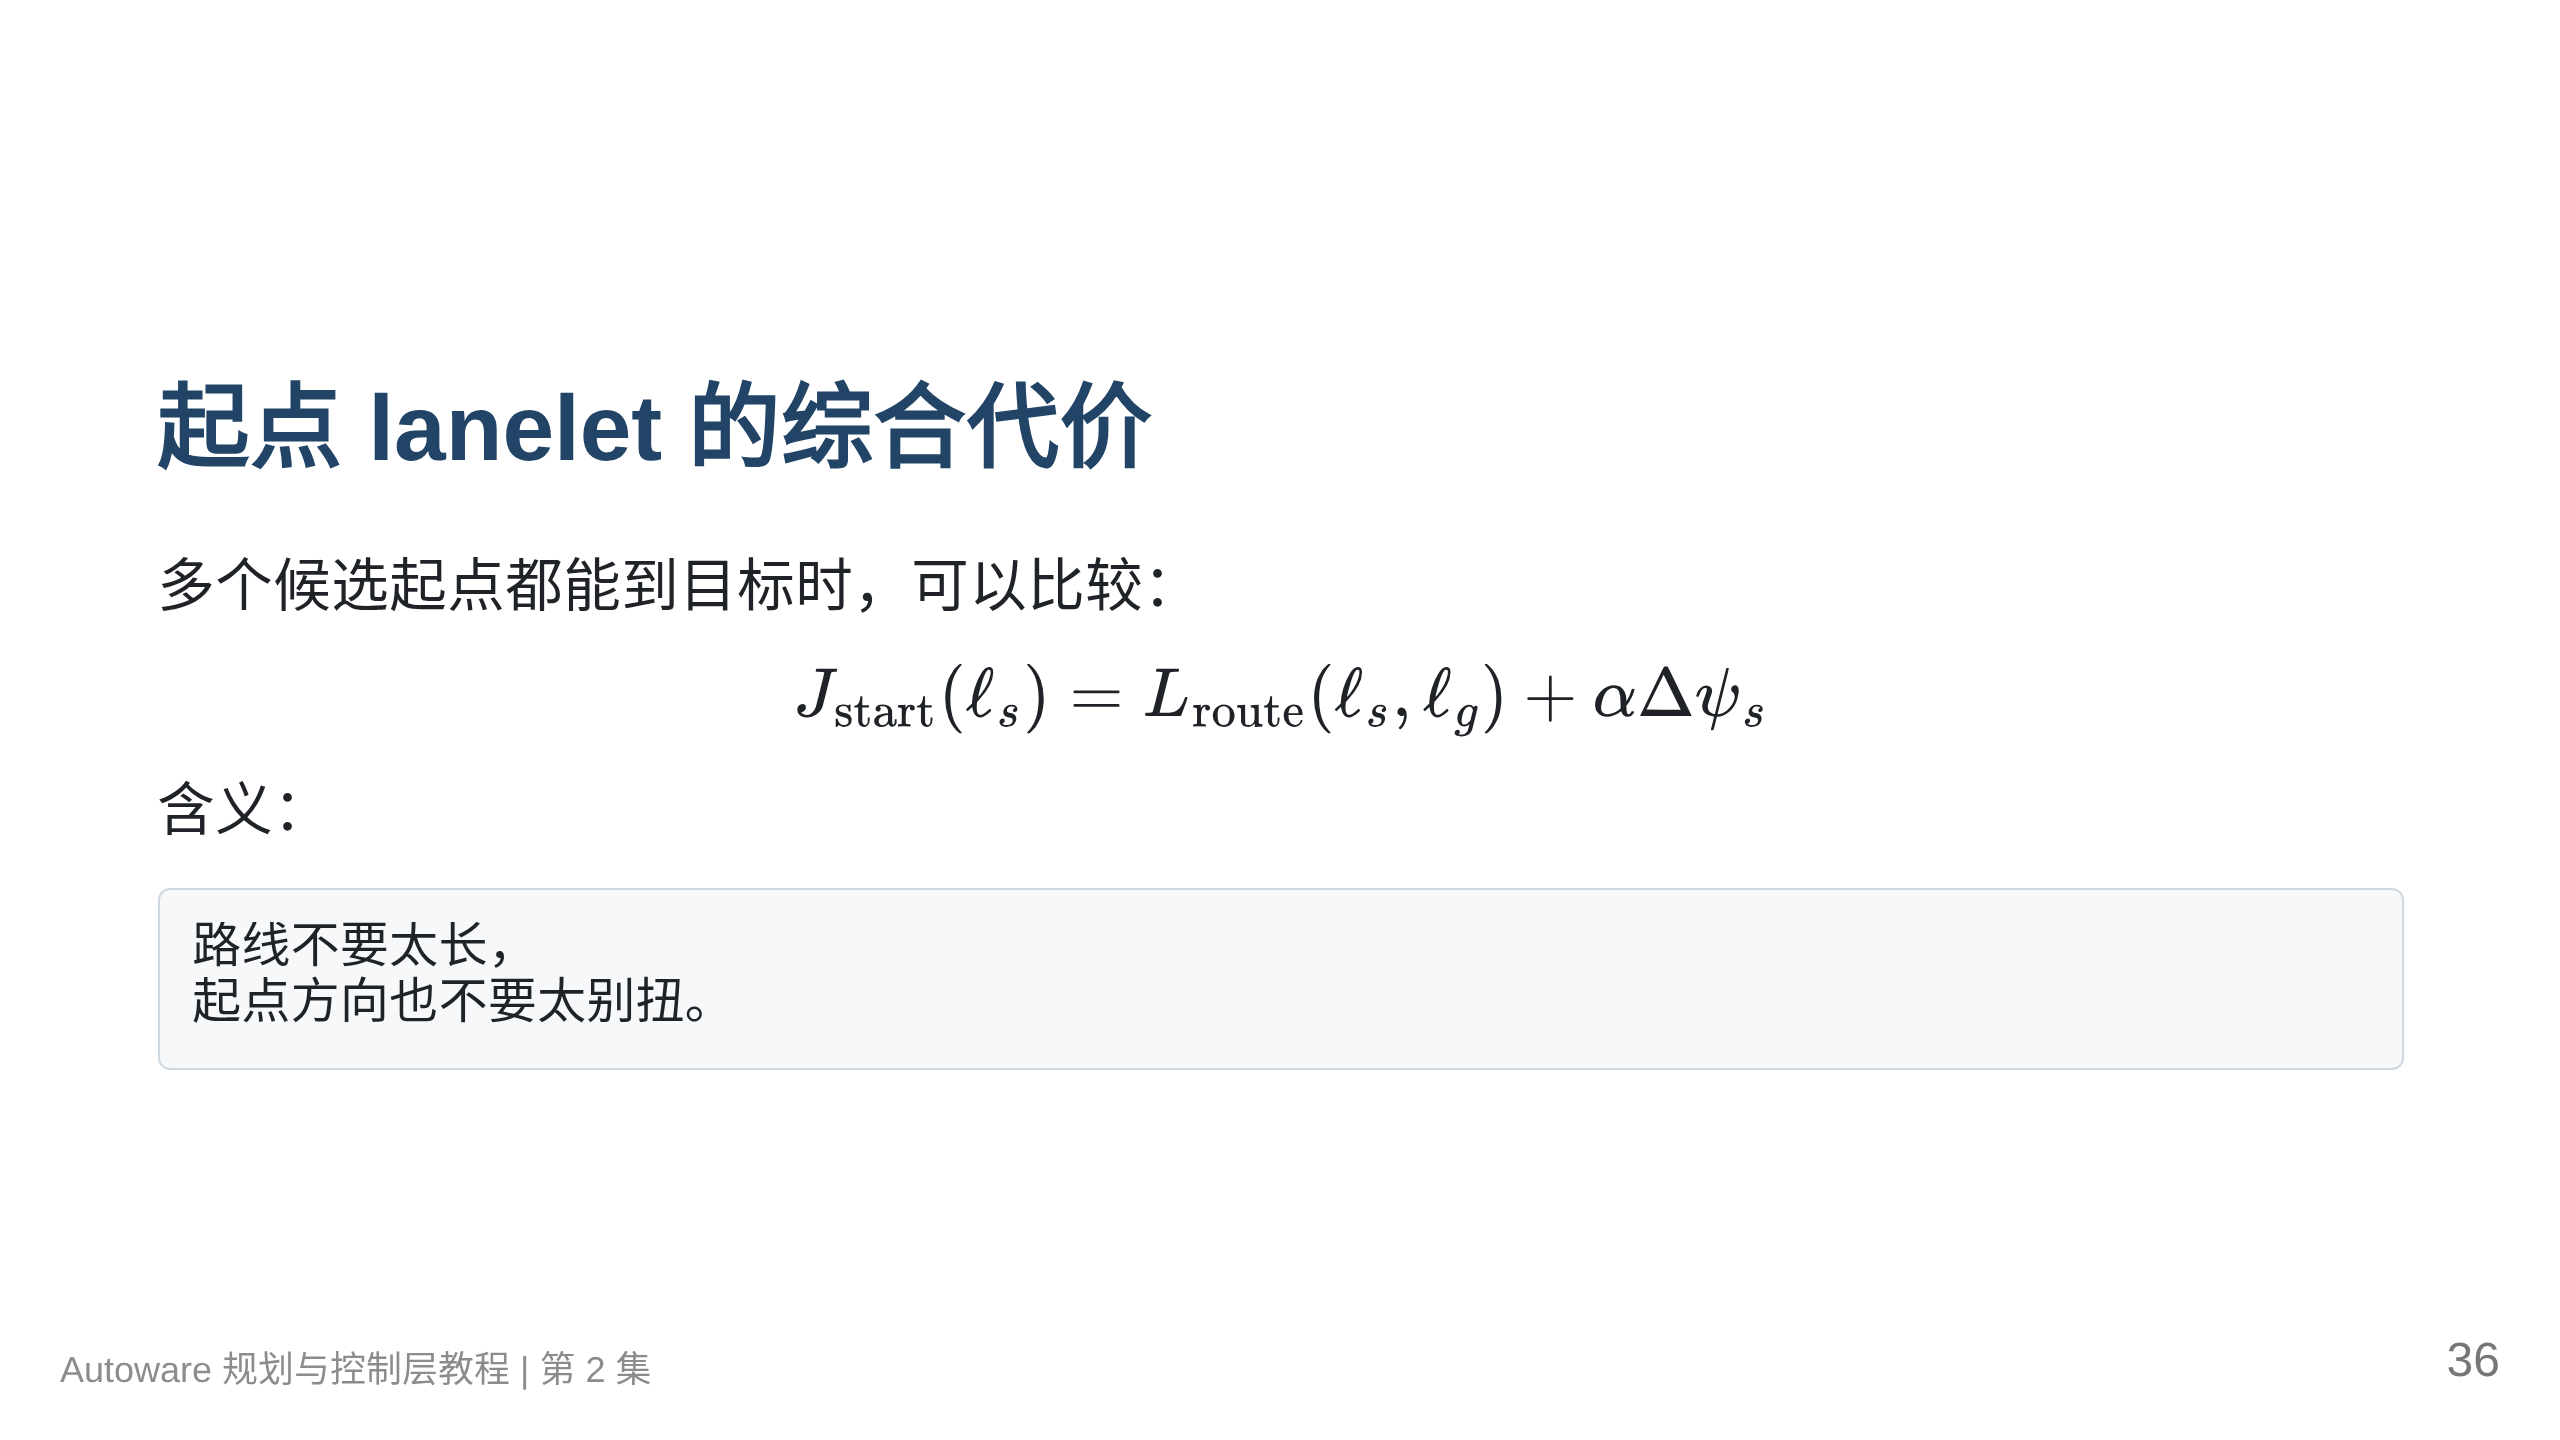 起点 lanelet 的综合代价
多个候选起点都能到目标时，可以比较：
J_start(ℓ_s) = L_route(ℓ_s, ℓ_g) + αΔψ_s
含义：
路线不要太长，
起点方向也不要太别扭。
Autoware 规划与控制层教程 | 第 2 集
36